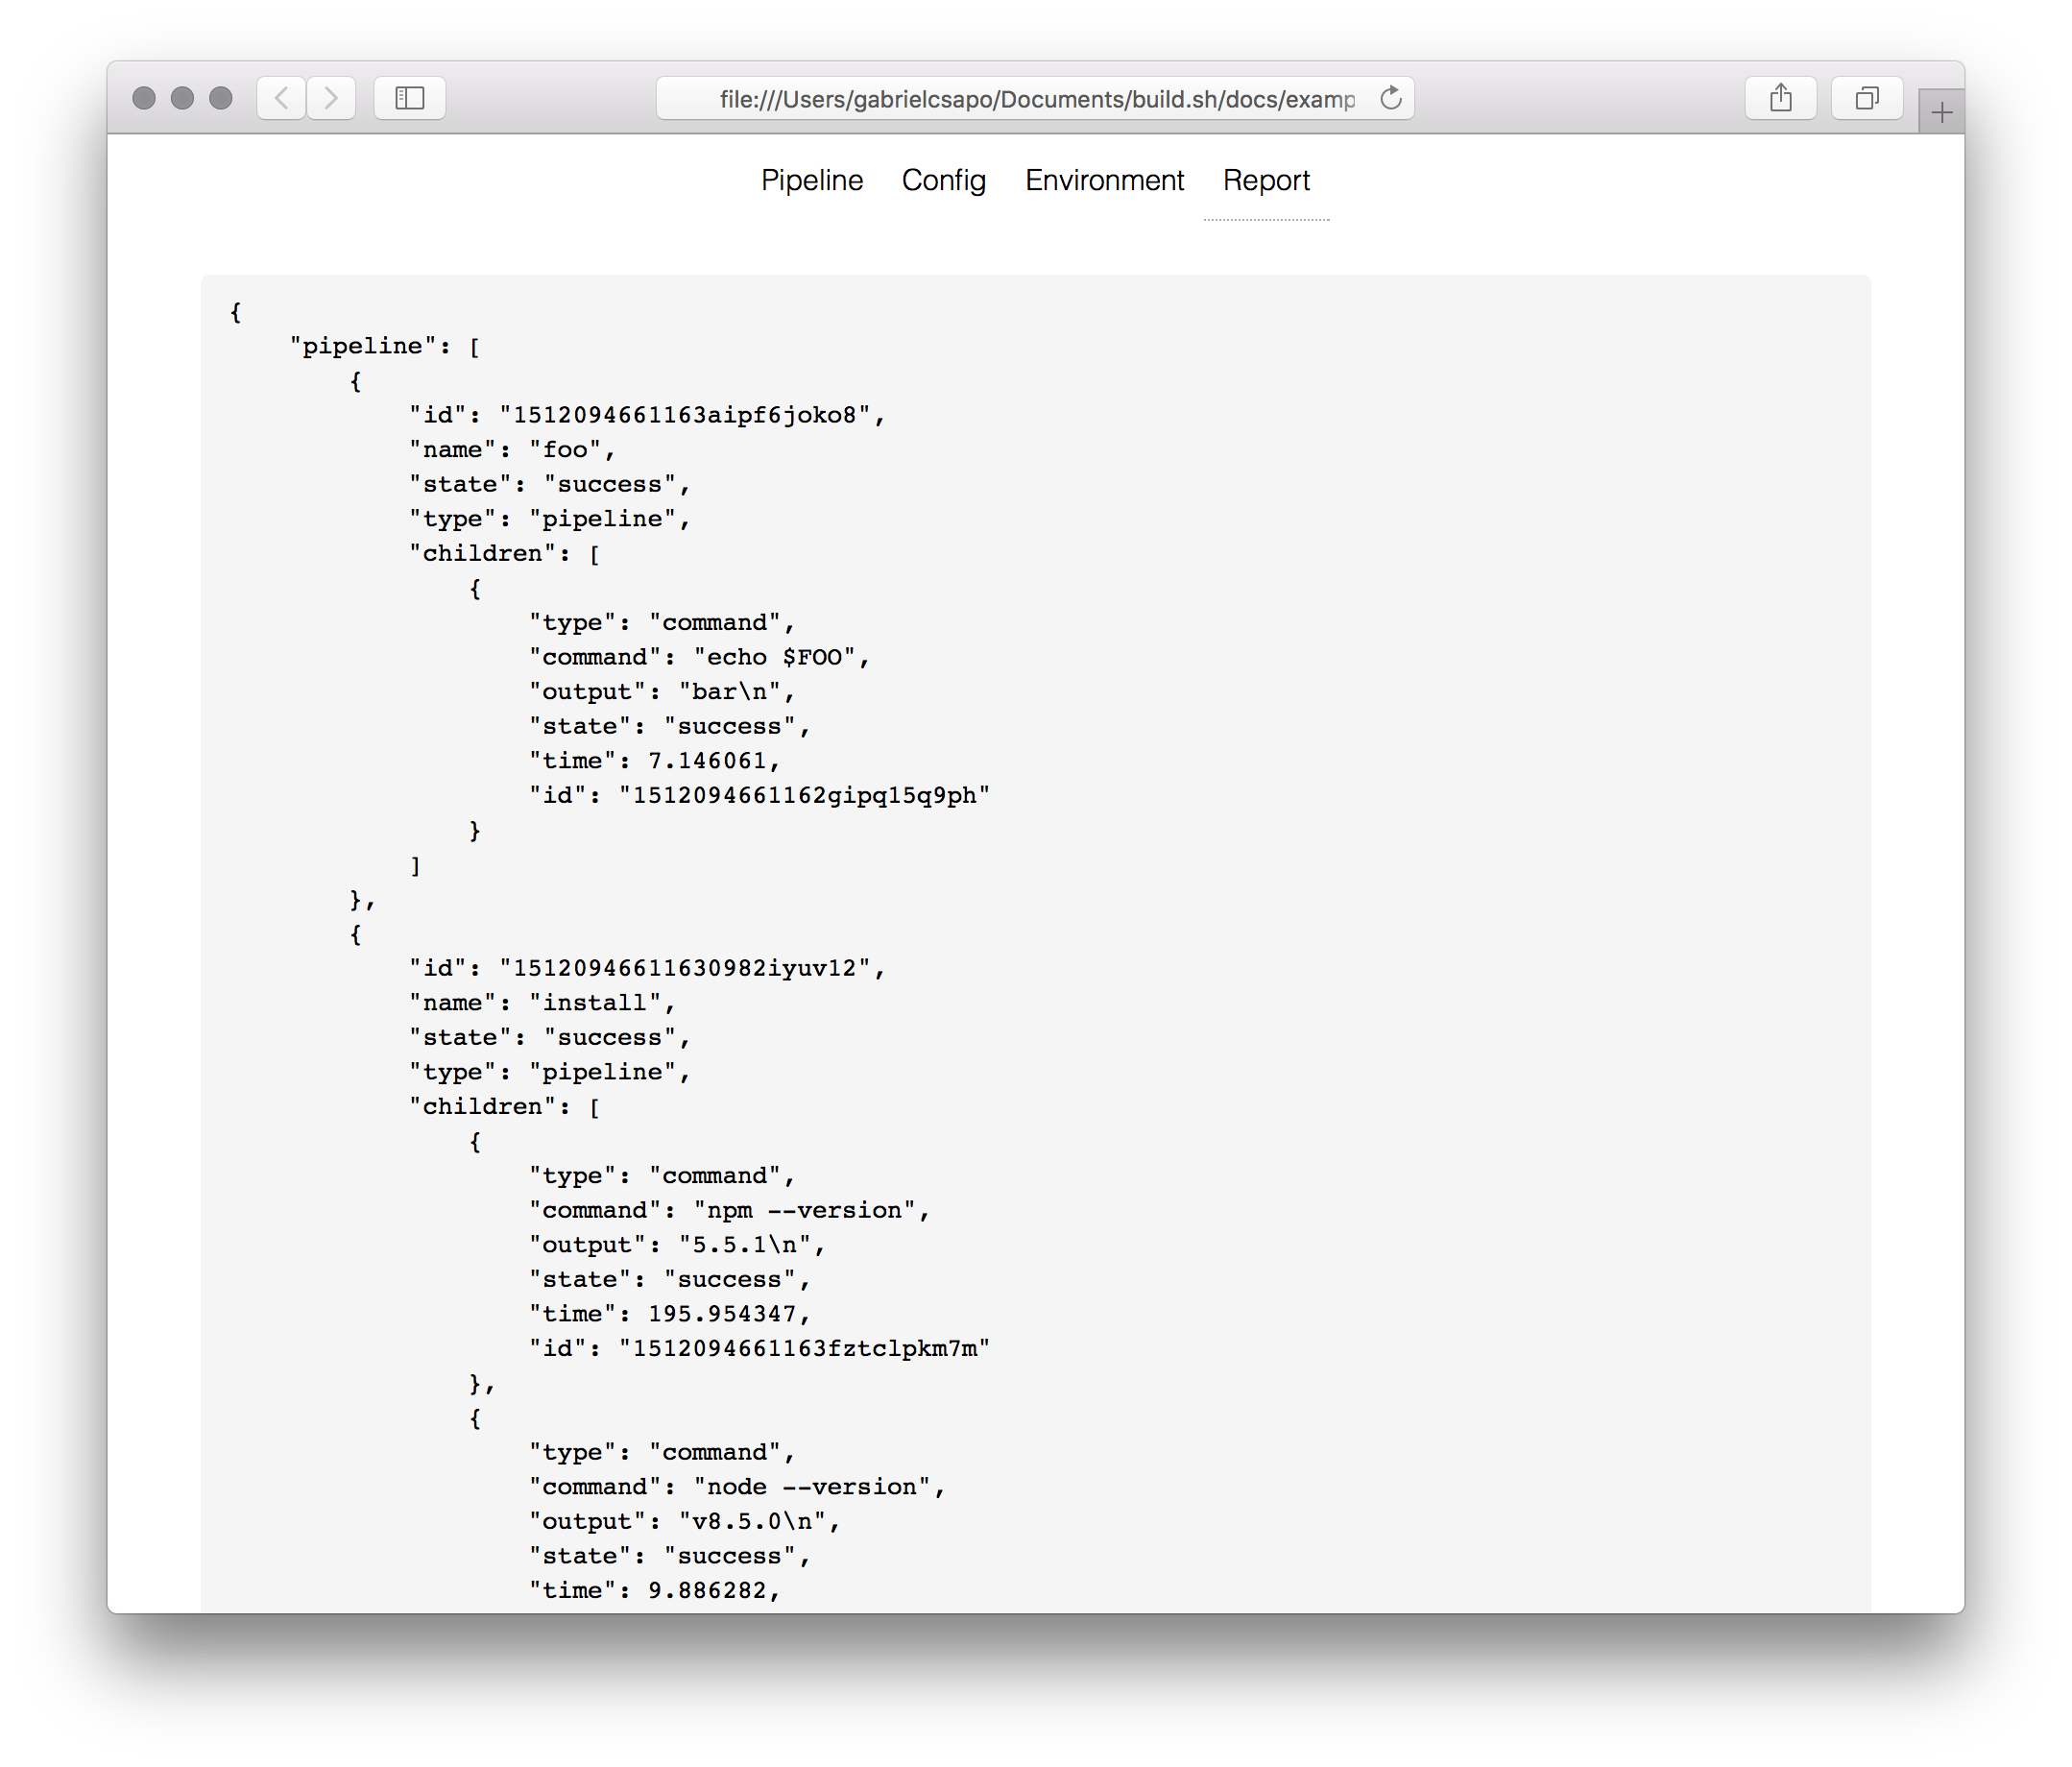 file:///Users/gabrielcsapo/Documents/build.sh/docs/examp
Pipeline Config Environment Report
{
"pipeline": [
{
"id": "1512094661163aipf6joko8",
"name": "foo",
"state": "success",
"type": "pipeline",
"children": [
{
"type": "command",
"command": "echo $FOO",
"output": "bar\n",
"state": "success",
"time": 7.146061,
"id": "1512094661162gipq15q9ph"
}
]
},
{
"id": "15120946611630982iyuv12",
"name": "install",
"state": "success",
"type": "pipeline",
"children": [
{
"type": "command",
"command": "npm --version",
"output": "5.5.1\n",
"state": "success",
"time": 195.954347,
"id": "1512094661163fztclpkm7m"
},
{
"type": "command",
"command": "node --version",
"output": "v8.5.0\n",
"state": "success",
"time": 9.886282,